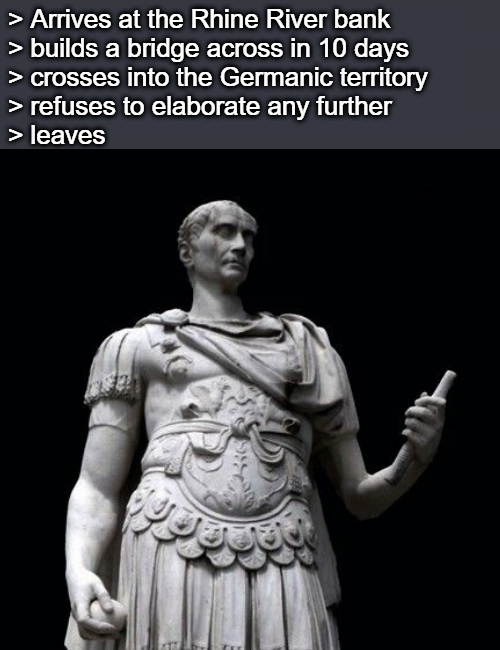 > Arrives at the Rhine River bank
> builds a bridge across in 10 days
> crosses into the Germanic territory
> refuses to elaborate any further
> leaves